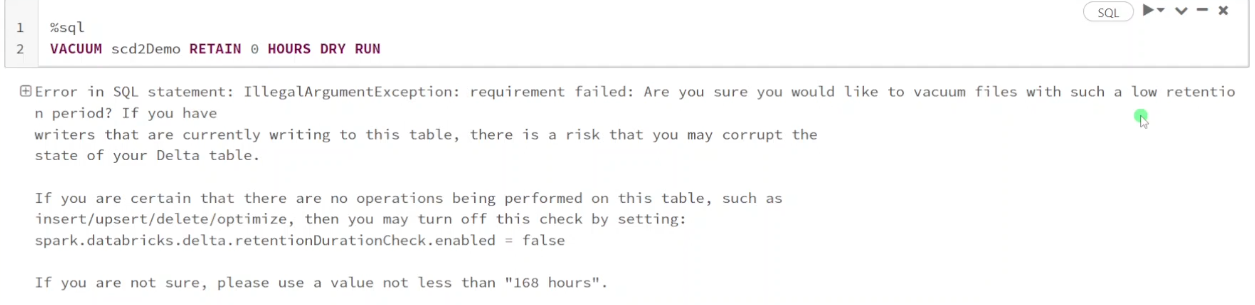 SQL
1 %sql
2 VACUUM scd2Demo RETAIN 0 HOURS DRY RUN
Error in SQL statement: IllegalArgumentException: requirement failed: Are you sure you would like to vacuum files with such a low retentio
n period? If you have
writers that are currently writing to this table, there is a risk that you may corrupt the
state of your Delta table.
If you are certain that there are no operations being performed on this table, such as
insert/upsert/delete/optimize, then you may turn off this check by setting:
spark.databricks.delta.retentionDurationCheck.enabled = false
If you are not sure, please use a value not less than "168 hours".